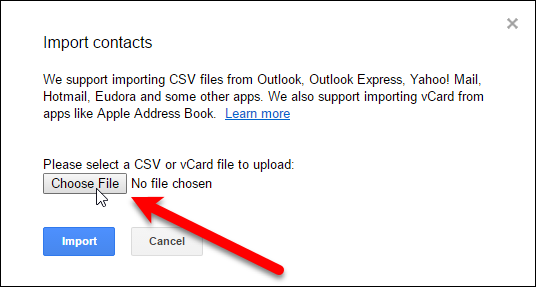 Import contacts
We support importing CSV files from Outlook, Outlook Express, Yahoo! Mail,
Hotmail, Eudora and some other apps. We also support importing vCard from
apps like Apple Address Book. Learn more
Please select a CSV or vCard file to upload:
Choose File No file chosen
Import Cancel